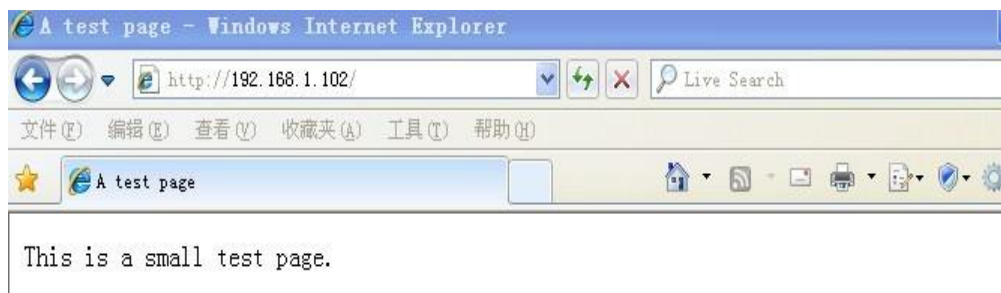 A test page - Windows Internet Explorer
http://192.168.1.102/
Live Search
文件(F) 编辑(E) 查看(V) 收藏夹(A) 工具(T) 帮助(H)
A test page
This is a small test page.